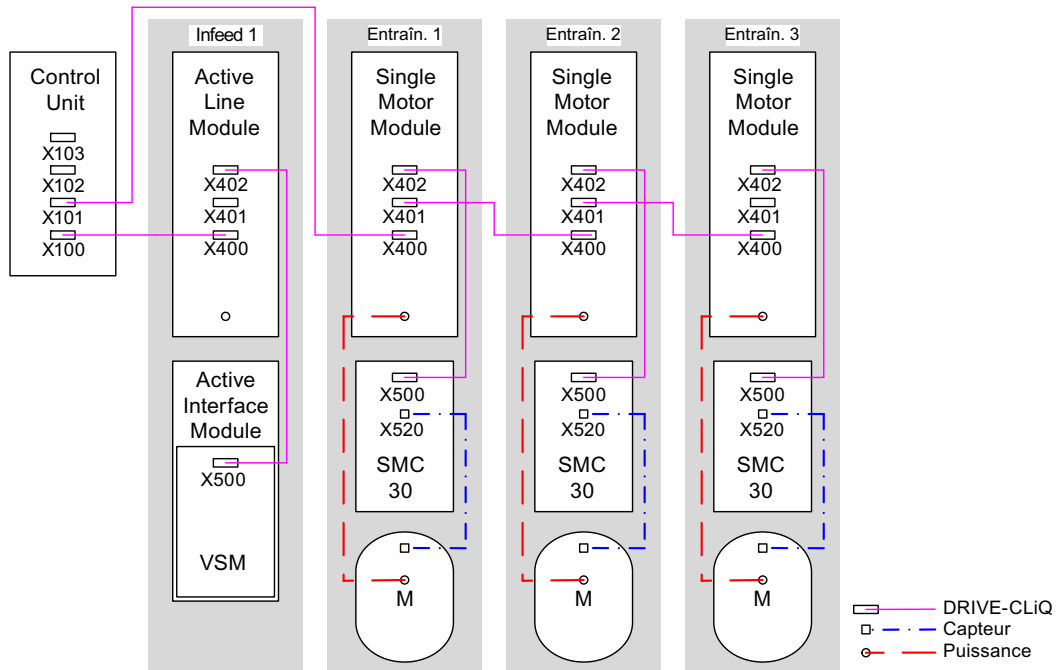 Infeed 1
Entraîn. 1
Entraîn. 2
Entraîn. 3
Control
Unit
X103
X102
X101
X100
Active
Line
Module
X402
X401
X400
Active
Interface
Module
X500
VSM
Single
Motor
Module
X402
X401
X400
X500
X520
SMC
30
M
Single
Motor
Module
X402
X401
X400
X500
X520
SMC
30
M
Single
Motor
Module
X402
X401
X400
X500
X520
SMC
30
M
DRIVE-CLiQ
Capteur
Puissance